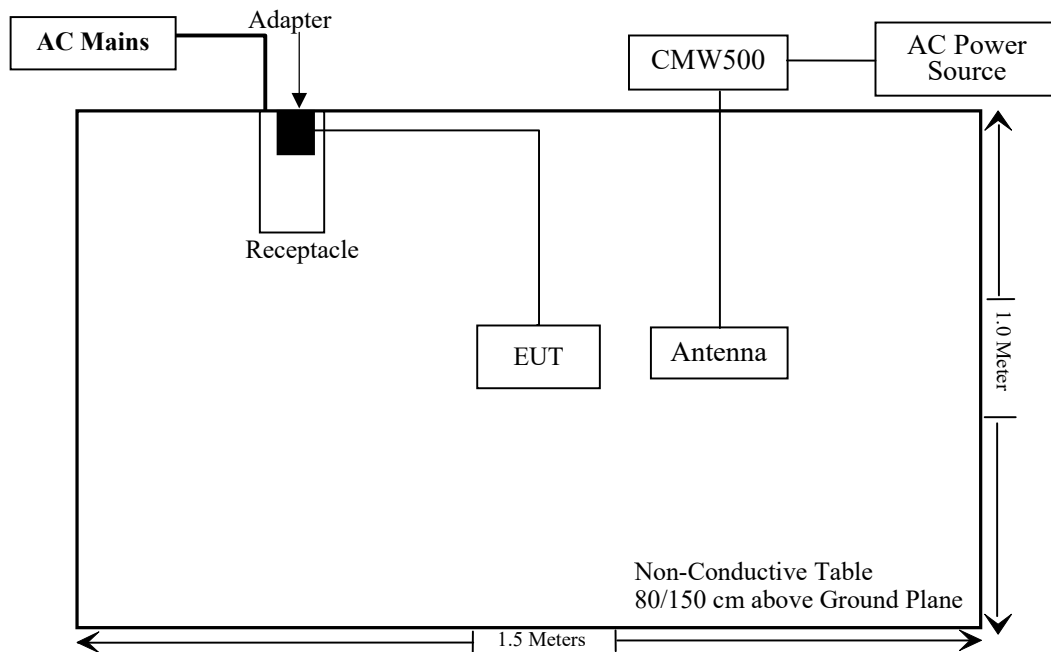 Adapter
AC Mains
CMW500
AC Power
Source
Receptacle
EUT
Antenna
1.0 Meter
Non-Conductive Table
80/150 cm above Ground Plane
1.5 Meters